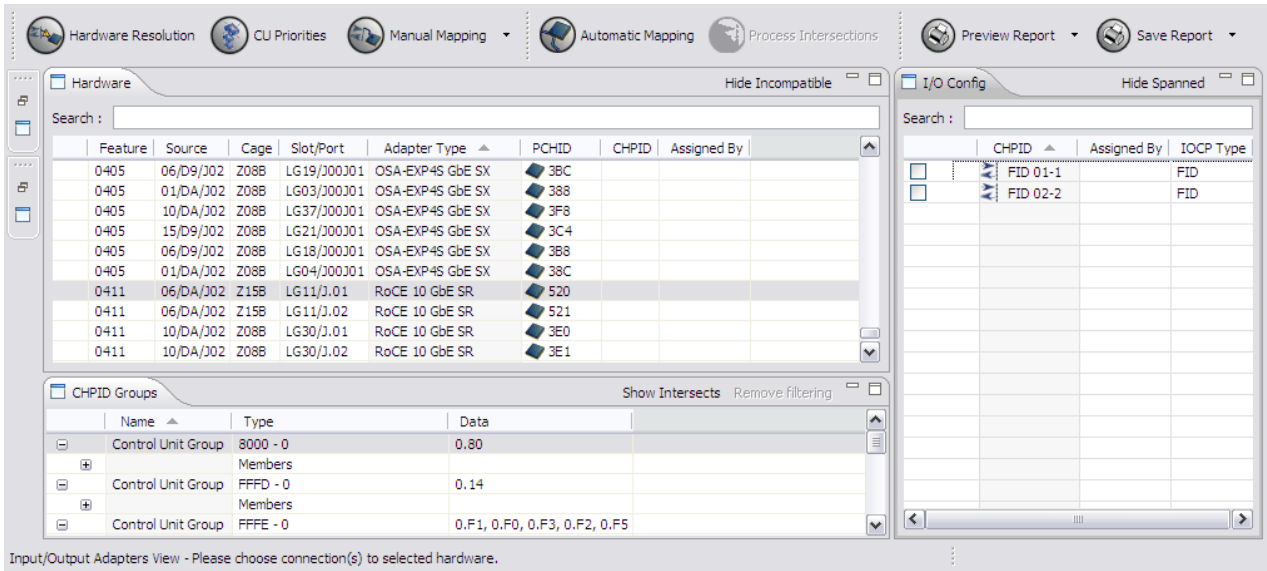 Hardware Resolution CU Priorities Manual Mapping Automatic Mapping Process Intersections Preview Report Save Report
Hardware Hide Incompatible
Search :
Feature Source Cage Slot/Port Adapter Type PCHID CHPID Assigned By
0405 06/D9/J02 Z08B LG19/J00J01 OSA-EXP4S GbE SX 3BC
0405 01/DA/J02 Z08B LG03/J00J01 OSA-EXP4S GbE SX 388
0405 10/DA/J02 Z08B LG37/J00J01 OSA-EXP4S GbE SX 3F8
0405 15/D9/J02 Z08B LG21/J00J01 OSA-EXP4S GbE SX 3C4
0405 06/D9/J02 Z08B LG18/J00J01 OSA-EXP4S GbE SX 3B8
0405 01/DA/J02 Z08B LG04/J00J01 OSA-EXP4S GbE SX 38C
0411 06/DA/J02 Z15B LG11/J.01 RoCE 10 GbE SR 520
0411 06/DA/J02 Z15B LG11/J.02 RoCE 10 GbE SR 521
0411 10/DA/J02 Z08B LG30/J.01 RoCE 10 GbE SR 3E0
0411 10/DA/J02 Z08B LG30/J.02 RoCE 10 GbE SR 3E1
CHPID Groups Show Intersects Remove filtering
Name Type Data
Control Unit Group 8000 - 0 0.80
Members
Control Unit Group FFFD - 0 0.14
Members
Control Unit Group FFFE - 0 0.F1, 0.F0, 0.F3, 0.F2, 0.F5
I/O Config Hide Spanned
Search :
CHPID Assigned By IOCP Type
FID 01-1 FID
FID 02-2 FID
Input/Output Adapters View - Please choose connection(s) to selected hardware.